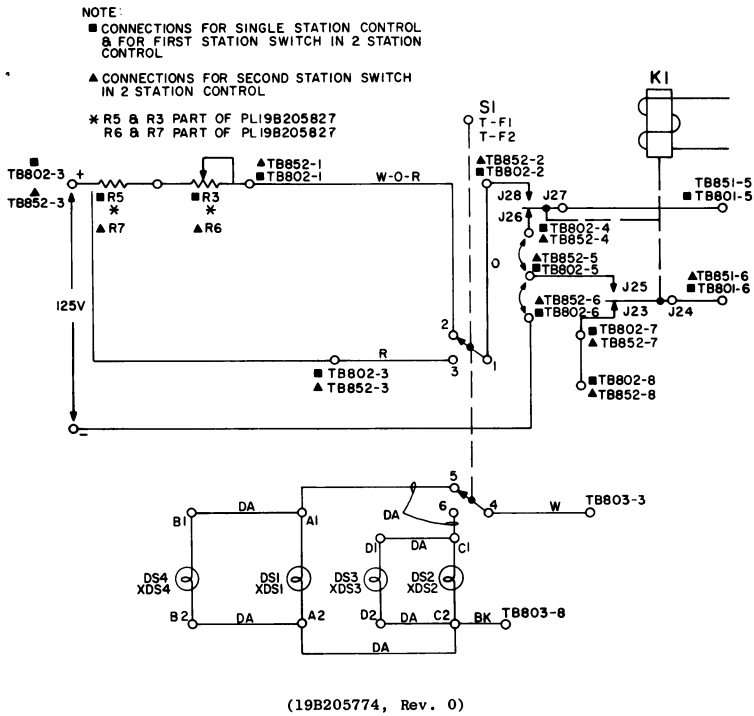 NOTE:
■ CONNECTIONS FOR SINGLE STATION CONTROL
& FOR FIRST STATION SWITCH IN 2 STATION
CONTROL
▲ CONNECTIONS FOR SECOND STATION SWITCH
IN 2 STATION CONTROL
* R5 & R3 PART OF PL19B205827
R6 & R7 PART OF PL19B205827
K1
S1
T-F1
T-F2
■
TB802-3
▲
TB852-3
+
■ R5
*
▲ R7
■ R3
*
▲ R6
▲ TB852-1
■ TB802-1
W-O-R
▲ TB852-2
■ TB802-2
J28
J27
J26
TB851-5
■ TB801-5
■ TB802-4
▲ TB852-4
O
▲ TB852-5
■ TB802-5
J25
▲ TB851-6
■ TB801-6
▲ TB852-6
■ TB802-6
J23
J24
125V
2
3
1
R
■ TB802-3
▲ TB852-3
■ TB802-7
▲ TB852-7
■ TB802-8
▲ TB852-8
-
5
6
4
W
TB803-3
DA
B1
DA
A1
D1
DA
C1
DS4
XDS4
DS1
XDS1
DS3
XDS3
DS2
XDS2
B2
DA
A2
D2
DA
C2
BK
TB803-8
DA
(19B205774, Rev. 0)